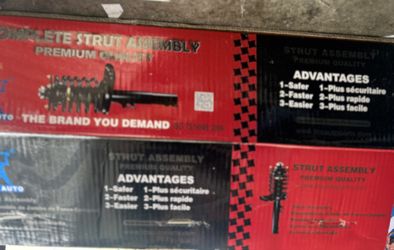 COMPLETE STRUT ASSEMBLY
PREMIUM QUALITY
THE BRAND YOU DEMAND
STRUT ASSEMBLY
PREMIUM QUALITY
ADVANTAGES
1-Safer 1-Plus sécuritaire
2-Faster 2-Plus rapide
3-Easier 3-Plus facile
AUTO
STRUT ASSEMBLY
PREMIUM QUALITY
ADVANTAGES
1-Safer 1-Plus sécuritaire
2-Faster 2-Plus rapide
3-Easier 3-Plus facile
STRUT ASSEMBLY
PREMIUM QUALITY